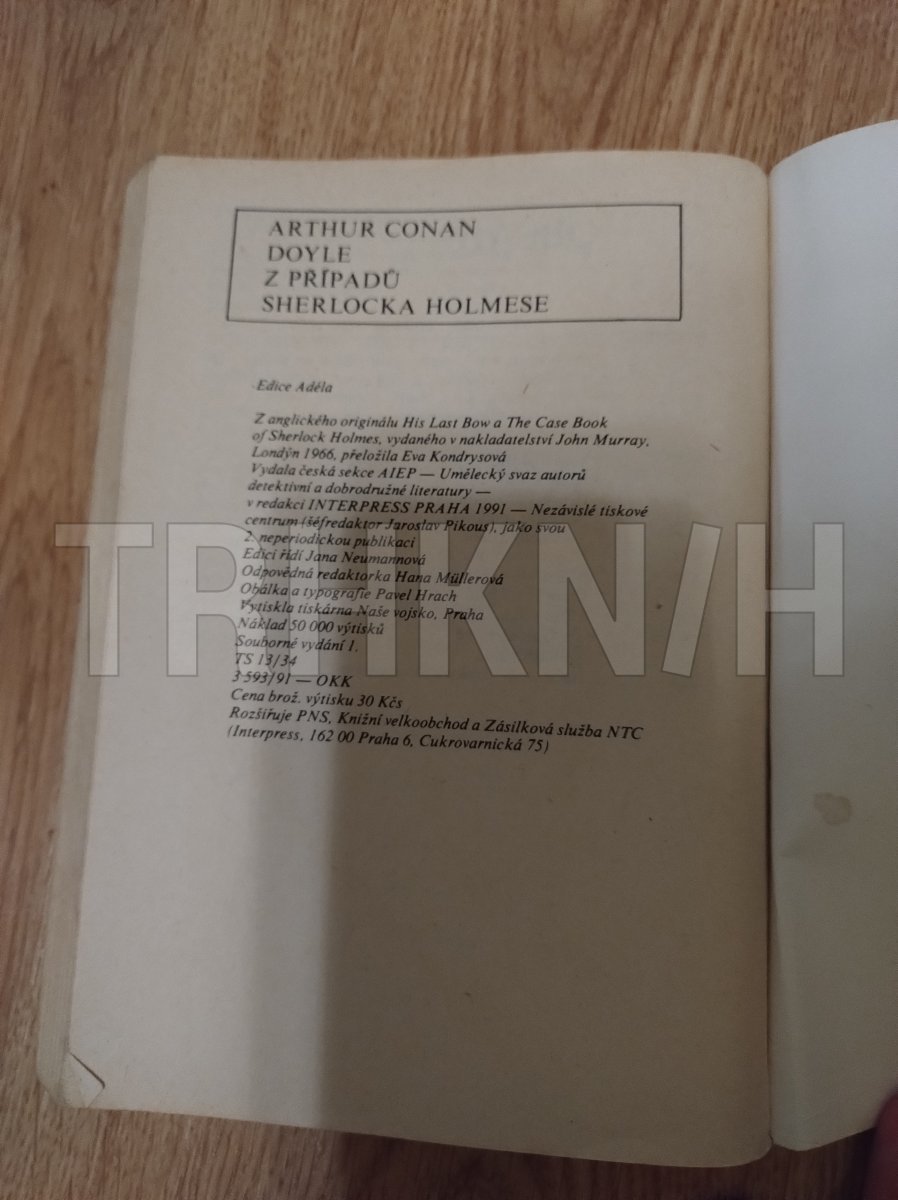 ARTHUR CONAN
DOYLE
Z PŘÍPADŮ
SHERLOCKA HOLMESE
Edice Adéla
Z anglického originálu His Last Bow a The Case Book
of Sherlock Holmes, vydaného v nakladatelství John Murray,
Londýn 1966, přeložila Eva Kondrysová
Vydala česká sekce AIEP — Umělecký svaz autorů
detektivní a dobrodružné literatury —
v redakci INTERPRESS PRAHA 1991 — Nezávislé tiskové
centrum (šéfredaktor Jaroslav Pikous), jako svou
2. neperiodickou publikaci
Edici řídí Jana Neumannová
Odpovědná redaktorka Hana Müllerová
Obálka a typografie Pavel Hrach
Vytiskla tiskárna Naše vojsko, Praha
Náklad 50 000 výtisků
Souborné vydání 1.
TS 13/34
3 593/91 — OKK
Cena brož. výtisku 30 Kčs
Rozšiřuje PNS, Knižní velkoobchod a Zásilková služba NTC
(Interpress, 162 00 Praha 6, Cukrovarnická 75)
TRHKN/H